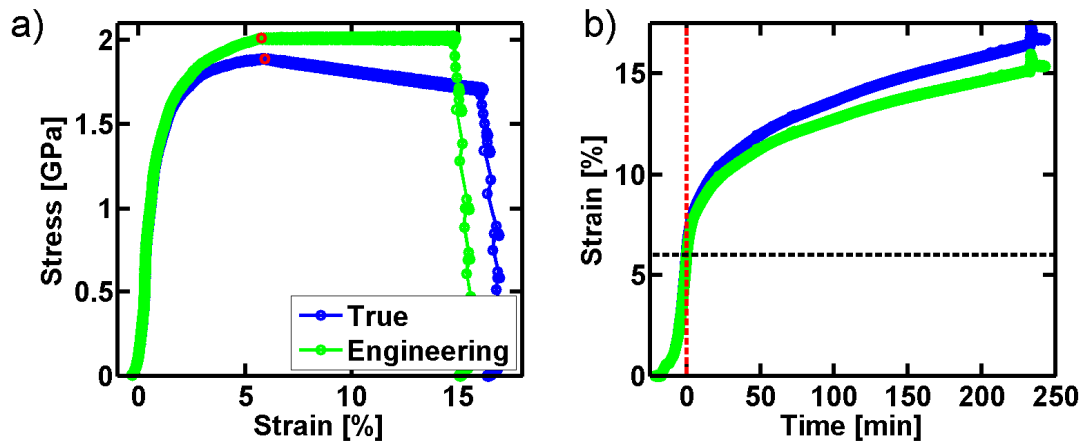 a)
Stress [GPa]
2
1.5
1
0.5
0
0 5 10 15
Strain [%]
True
Engineering
b)
Strain [%]
15
10
5
0
0 50 100 150 200 250
Time [min]